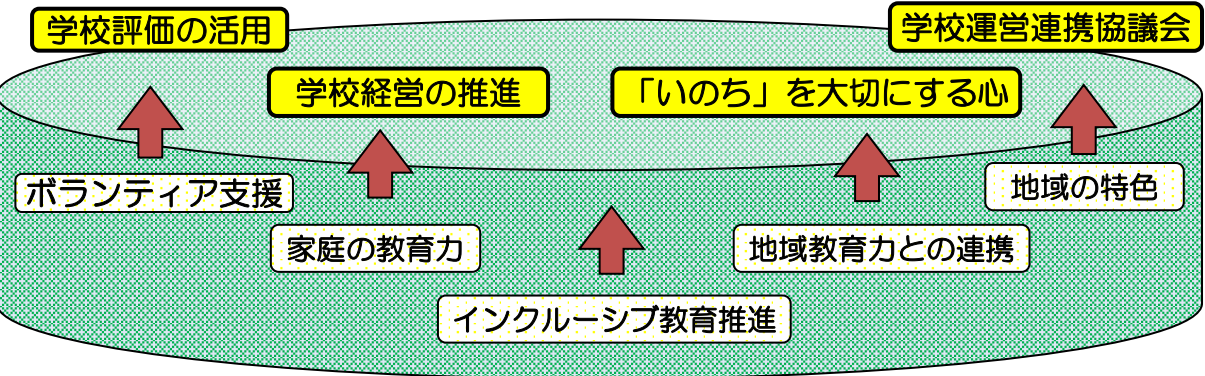 学校評価の活用
学校運営連携協議会
学校経営の推進
「いのち」を大切にする心
ボランティア支援
地域の特色
家庭の教育力
地域教育力との連携
インクルーシブ教育推進